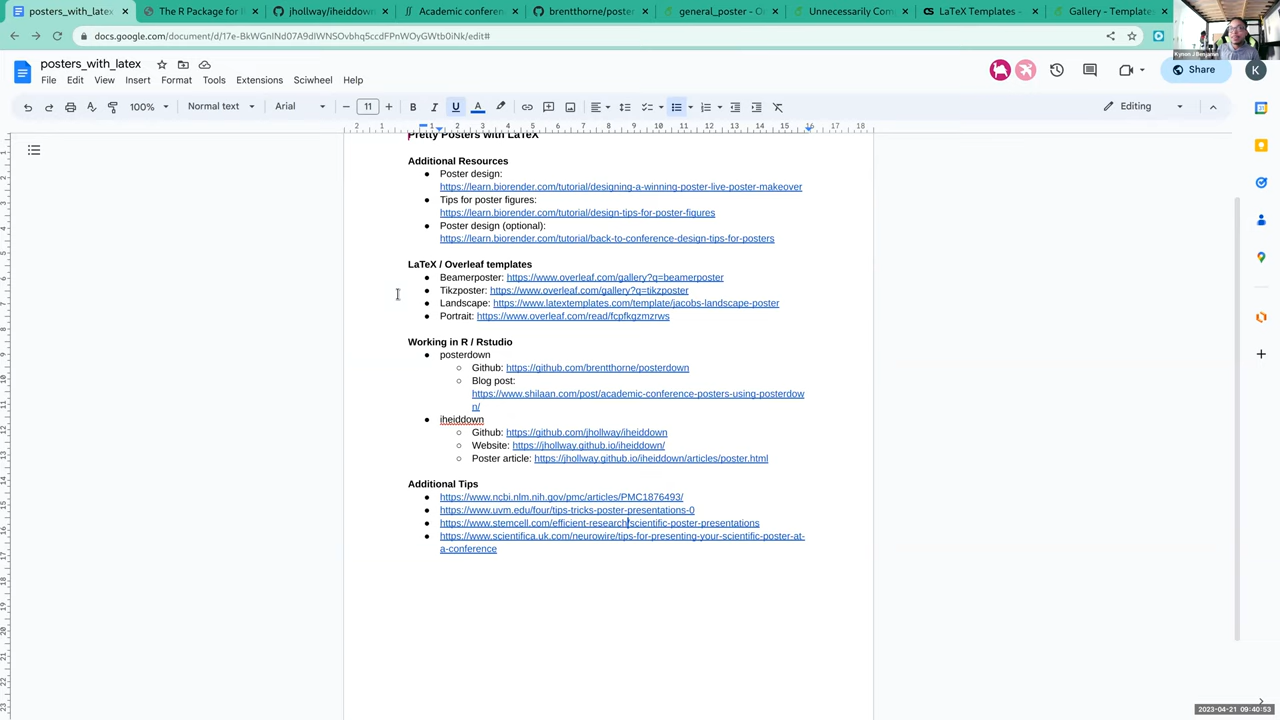 posters_with_latex
The R Package for R
jhollway/iheiddown
Academic conferen
brentthorne/poster
general_poster - O
Unnecessarily Com
LaTeX Templates -
Gallery - Template
docs.google.com/document/d/17e-BkWGnINd07A9dIWNSOvbhq5ccdFPnWOyGWtb0iNk/edit#
posters_with_latex
File Edit View Insert Format Tools Extensions Sciwheel Help
Share
K
100% Normal text Arial 11 B I U A
Editing
Pretty Posters with LaTeX
Additional Resources
Poster design:
https://learn.biorender.com/tutorial/designing-a-winning-poster-live-poster-makeover
Tips for poster figures:
https://learn.biorender.com/tutorial/design-tips-for-poster-figures
Poster design (optional):
https://learn.biorender.com/tutorial/back-to-conference-design-tips-for-posters
LaTeX / Overleaf templates
Beamerposter: https://www.overleaf.com/gallery?q=beamerposter
Tikzposter: https://www.overleaf.com/gallery?q=tikzposter
Landscape: https://www.latextemplates.com/template/jacobs-landscape-poster
Portrait: https://www.overleaf.com/read/fcpfkgzmzrws
Working in R / Rstudio
posterdown
Github: https://github.com/brentthorne/posterdown
Blog post:
https://www.shilaan.com/post/academic-conference-posters-using-posterdow
n/
iheiddown
Github: https://github.com/jhollway/iheiddown
Website: https://jhollway.github.io/iheiddown/
Poster article: https://jhollway.github.io/iheiddown/articles/poster.html
Additional Tips
https://www.ncbi.nlm.nih.gov/pmc/articles/PMC1876493/
https://www.uvm.edu/four/tips-tricks-poster-presentations-0
https://www.stemcell.com/efficient-research/scientific-poster-presentations
https://www.scientifica.uk.com/neurowire/tips-for-presenting-your-scientific-poster-at-
a-conference
2023-04-21 09:40:53